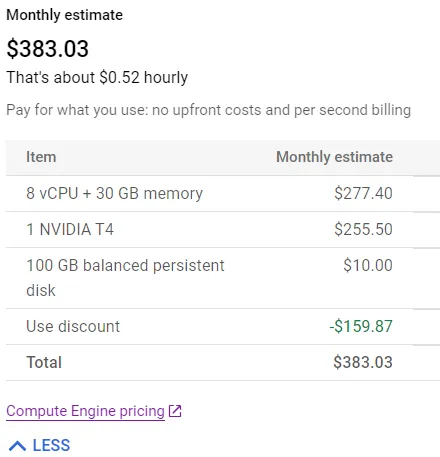 Monthly estimate
$383.03
That's about $0.52 hourly
Pay for what you use: no upfront costs and per second billing
Item Monthly estimate
8 vCPU + 30 GB memory $277.40
1 NVIDIA T4 $255.50
100 GB balanced persistent $10.00
disk
Use discount -$159.87
Total $383.03
Compute Engine pricing
LESS